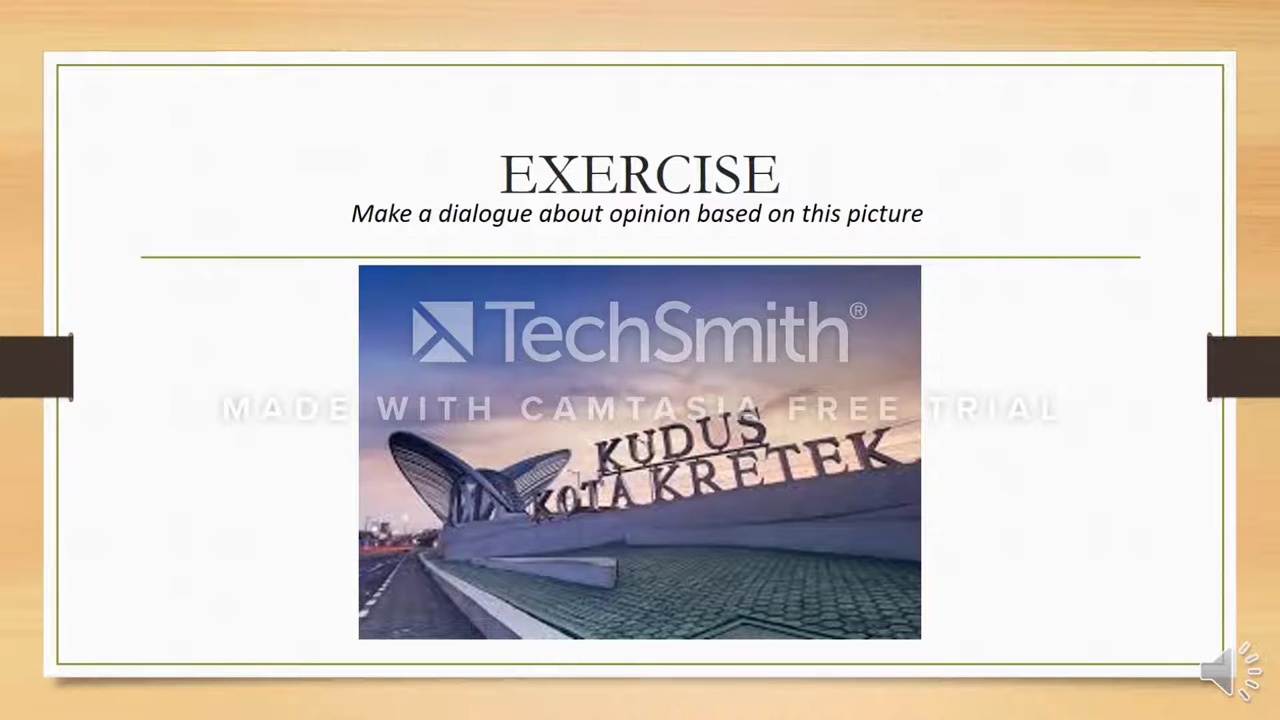 EXERCISE
Make a dialogue about opinion based on this picture
TechSmith®
MADE WITH CAMTASIA FREE TRIAL
KUDUS
KOTA KRETEK